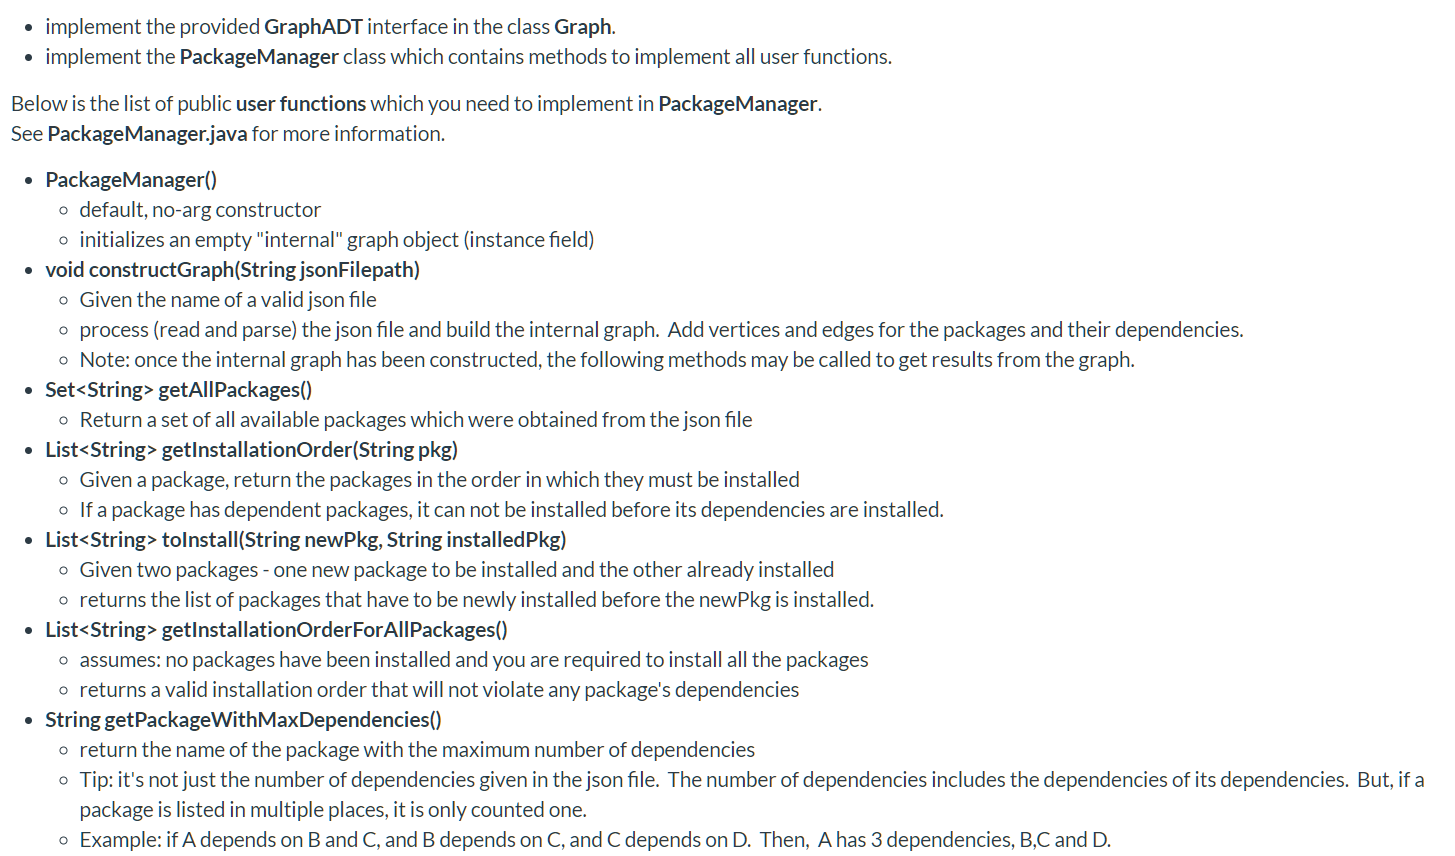 • implement the provided GraphADT interface in the class Graph.
• implement the PackageManager class which contains methods to implement all user functions.
Below is the list of public user functions which you need to implement in PackageManager.
See PackageManager.java for more information.
• PackageManager()
◦ default, no-arg constructor
◦ initializes an empty "internal" graph object (instance field)
• void constructGraph(String jsonFilepath)
◦ Given the name of a valid json file
◦ process (read and parse) the json file and build the internal graph.  Add vertices and edges for the packages and their dependencies.
◦ Note: once the internal graph has been constructed, the following methods may be called to get results from the graph.
• Set<String> getAllPackages()
◦ Return a set of all available packages which were obtained from the json file
• List<String> getInstallationOrder(String pkg)
◦ Given a package, return the packages in the order in which they must be installed
◦ If a package has dependent packages, it can not be installed before its dependencies are installed.
• List<String> toInstall(String newPkg, String installedPkg)
◦ Given two packages - one new package to be installed and the other already installed
◦ returns the list of packages that have to be newly installed before the newPkg is installed.
• List<String> getInstallationOrderForAllPackages()
◦ assumes: no packages have been installed and you are required to install all the packages
◦ returns a valid installation order that will not violate any package's dependencies
• String getPackageWithMaxDependencies()
◦ return the name of the package with the maximum number of dependencies
◦ Tip: it's not just the number of dependencies given in the json file.  The number of dependencies includes the dependencies of its dependencies.  But, if a
package is listed in multiple places, it is only counted one.
◦ Example: if A depends on B and C, and B depends on C, and C depends on D.  Then,  A has 3 dependencies, B,C and D.